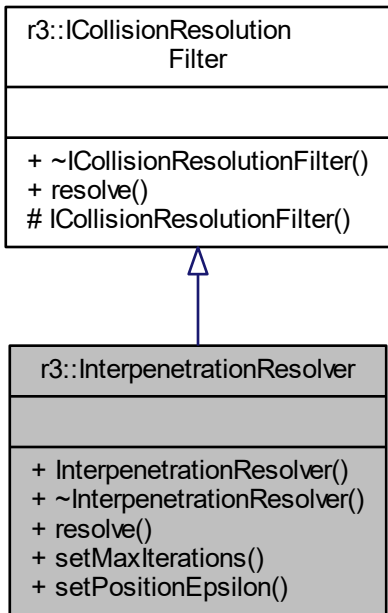 r3::ICollisionResolution
Filter
+ ~ICollisionResolutionFilter()
+ resolve()
# ICollisionResolutionFilter()
r3::InterpenetrationResolver
+ InterpenetrationResolver()
+ ~InterpenetrationResolver()
+ resolve()
+ setMaxIterations()
+ setPositionEpsilon()